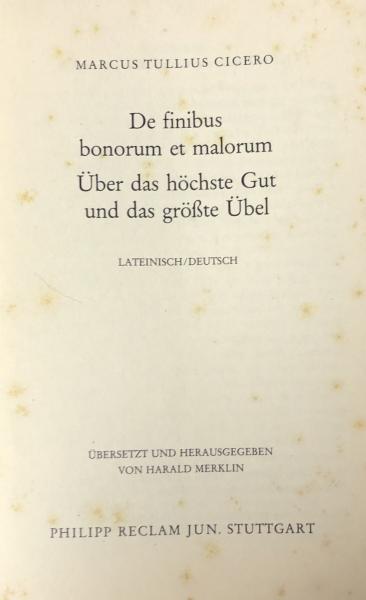 MARCUS TULLIUS CICERO
De finibus
bonorum et malorum
Über das höchste Gut
und das größte Übel
LATEINISCH/DEUTSCH
ÜBERSETZT UND HERAUSGEGEBEN
VON HARALD MERKLIN
PHILIPP RECLAM JUN. STUTTGART